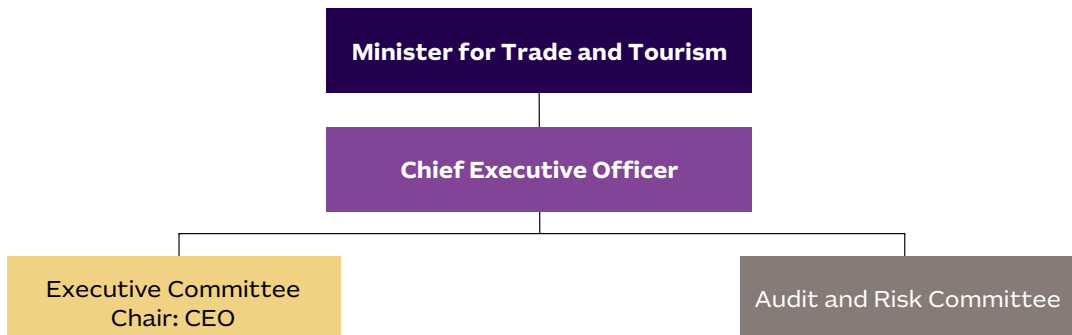 Minister for Trade and Tourism
Chief Executive Officer
Executive Committee
Chair: CEO
Audit and Risk Committee